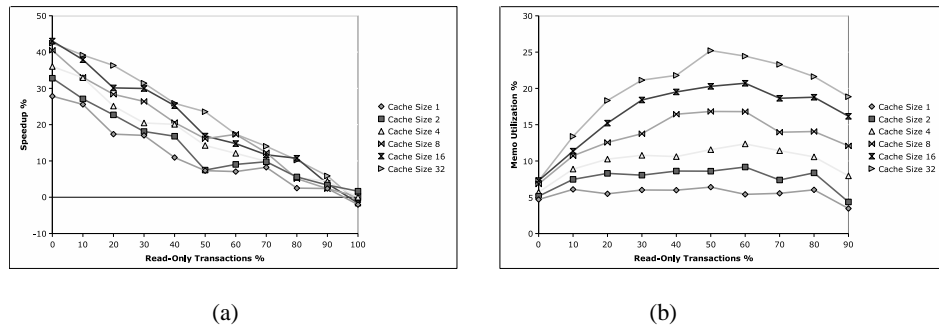 50
40
30
20
10
0
-10
Speedup %
0 10 20 30 40 50 60 70 80 90 100
Read-Only Transactions %
Cache Size 1
Cache Size 2
Cache Size 4
Cache Size 8
Cache Size 16
Cache Size 32
(a)
30
25
20
15
10
5
0
Memo Utilization %
0 10 20 30 40 50 60 70 80 90
Read-Only Transactions %
Cache Size 1
Cache Size 2
Cache Size 4
Cache Size 8
Cache Size 16
Cache Size 32
(b)